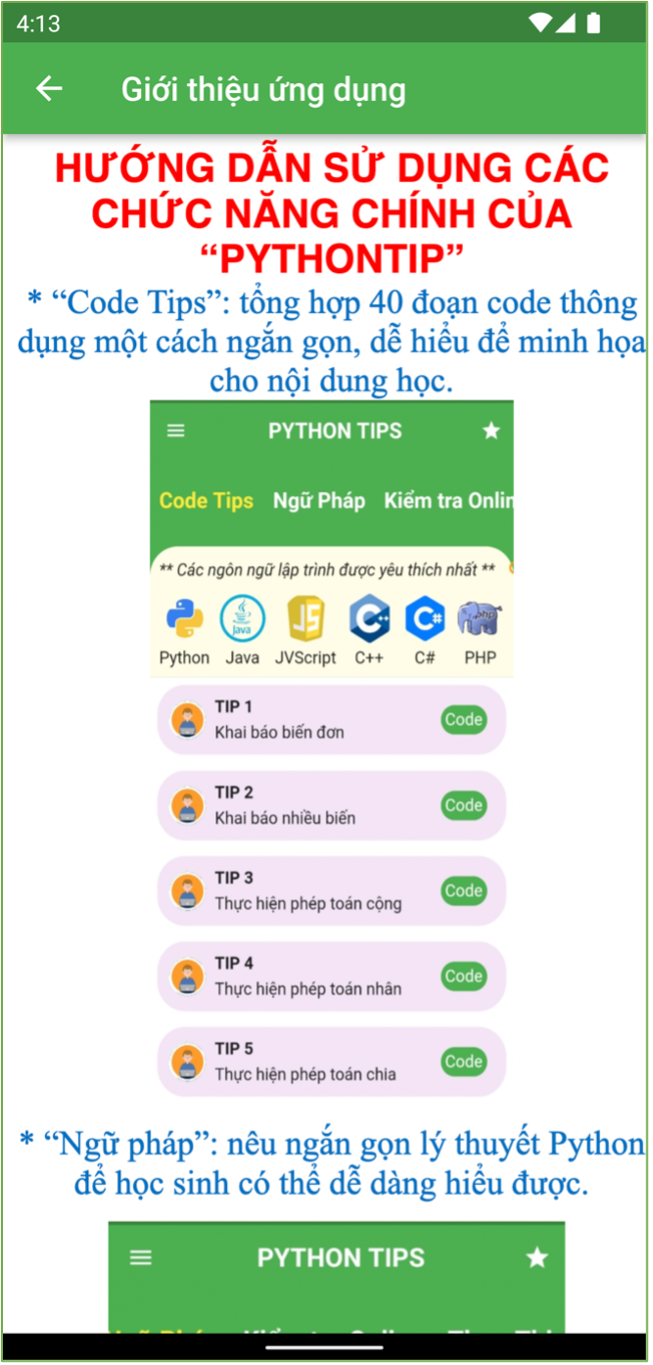 4:13
Giới thiệu ứng dụng
HƯỚNG DẪN SỬ DỤNG CÁC
CHỨC NĂNG CHÍNH CỦA
“PYTHONTIP”
* “Code Tips”: tổng hợp 40 đoạn code thông
dụng một cách ngắn gọn, dễ hiểu để minh họa
cho nội dung học.
PYTHON TIPS
Code Tips Ngữ Pháp Kiểm tra Onlin
** Các ngôn ngữ lập trình được yêu thích nhất **
Java JS C++ C# php
Python Java JVScript C++ C# PHP
TIP 1
Khai báo biến đơn
Code
TIP 2
Khai báo nhiều biến
Code
TIP 3
Thực hiện phép toán cộng
Code
TIP 4
Thực hiện phép toán nhân
Code
TIP 5
Thực hiện phép toán chia
Code
* “Ngữ pháp”: nêu ngắn gọn lý thuyết Python
để học sinh có thể dễ dàng hiểu được.
PYTHON TIPS